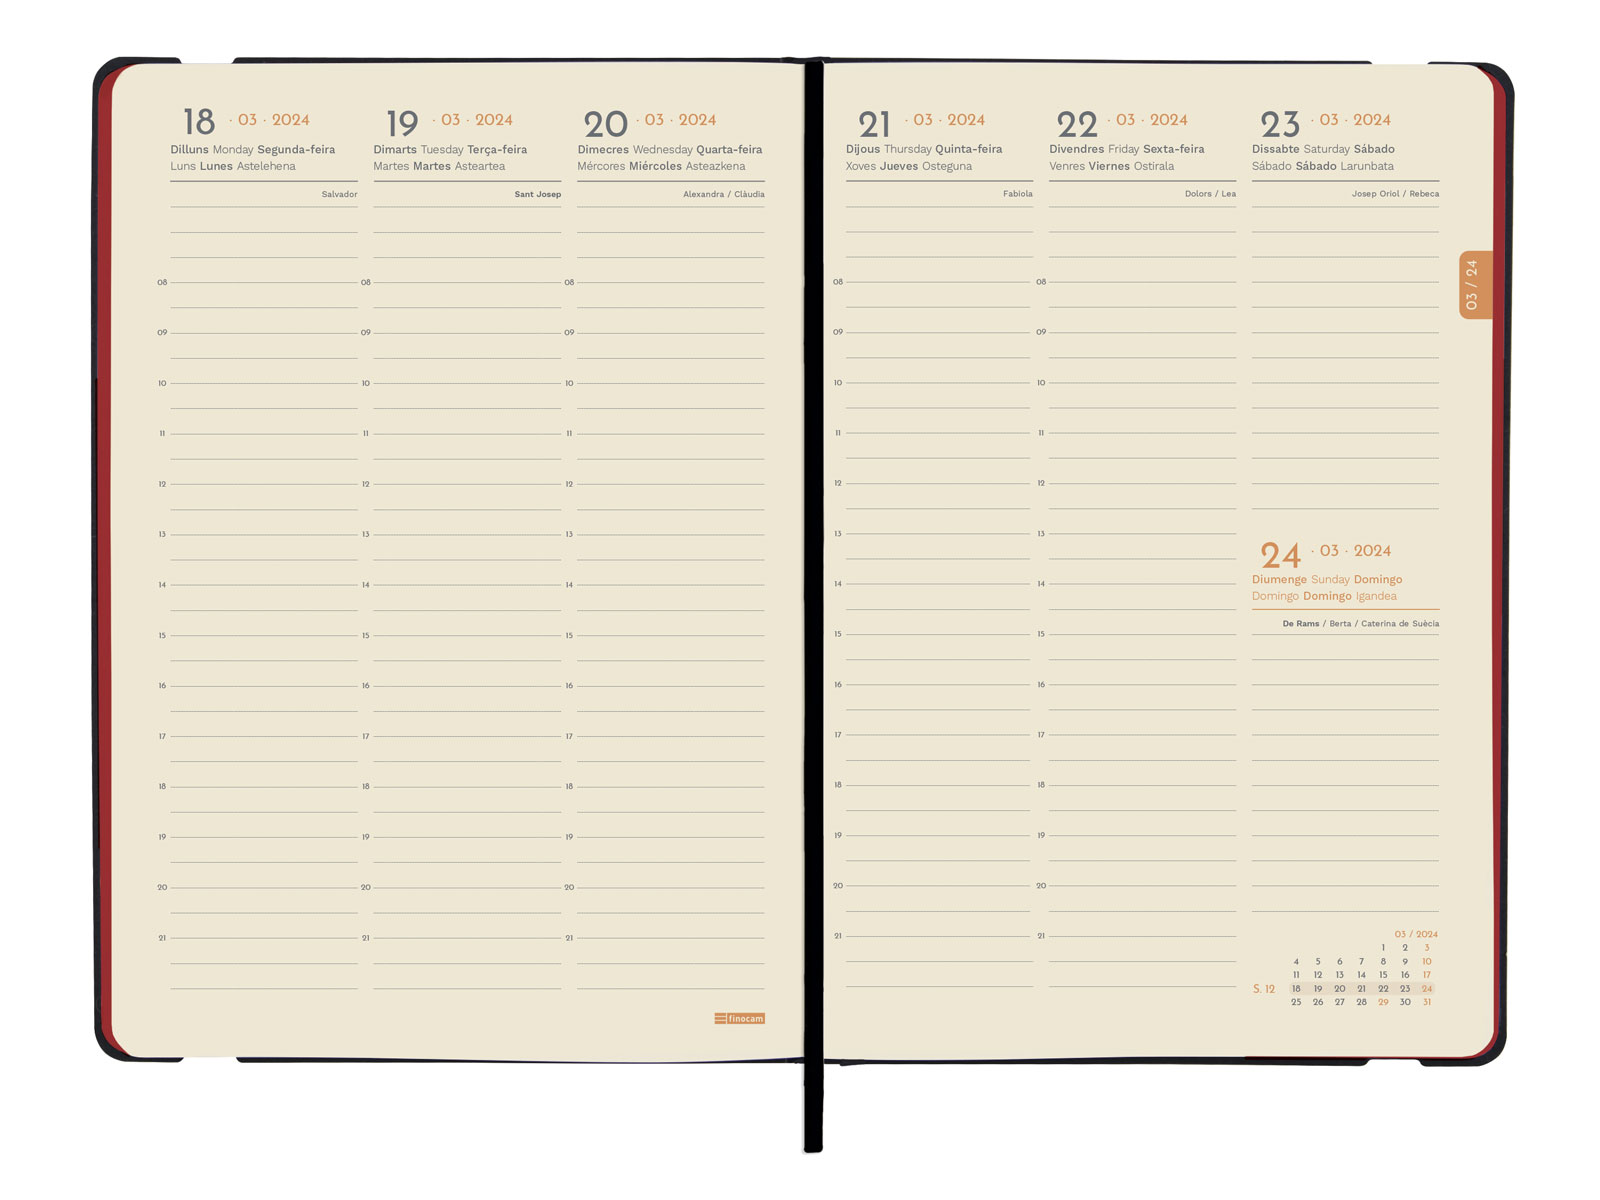 18 · 03 · 2024
Dilluns Monday Segunda-feira
Luns Lunes Astelehena
Salvador
08
09
10
11
12
13
14
15
16
17
18
19
20
21
19 · 03 · 2024
Dimarts Tuesday Terça-feira
Martes Martes Asteartea
Sant Josep
08
09
10
11
12
13
14
15
16
17
18
19
20
21
20 · 03 · 2024
Dimecres Wednesday Quarta-feira
Mércores Miércoles Asteazkena
Alexandra / Clàudia
08
09
10
11
12
13
14
15
16
17
18
19
20
21
finocam
21 · 03 · 2024
Dijous Thursday Quinta-feira
Xoves Jueves Osteguna
Fabiola
08
09
10
11
12
13
14
15
16
17
18
19
20
21
22 · 03 · 2024
Divendres Friday Sexta-feira
Venres Viernes Ostirala
Dolors / Lea
08
09
10
11
12
13
14
15
16
17
18
19
20
21
23 · 03 · 2024
Dissabte Saturday Sábado
Sábado Sábado Larunbata
Josep Oriol / Rebeca
03 / 24
24 · 03 · 2024
Diumenge Sunday Domingo
Domingo Domingo Igandea
De Rams / Berta / Caterina de Suècia
03 / 2024
1 2 3
4 5 6 7 8 9 10
11 12 13 14 15 16 17
S. 12 18 19 20 21 22 23 24
25 26 27 28 29 30 31